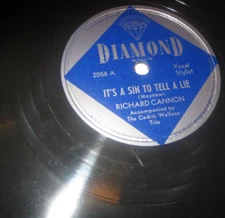 DIAMOND
2058 A
Vocal
Stylist
IT'S A SIN TO TELL A LIE
(Mayhew)
RICHARD CANNON
Accompanied by
The Cedric Wallace
Trio